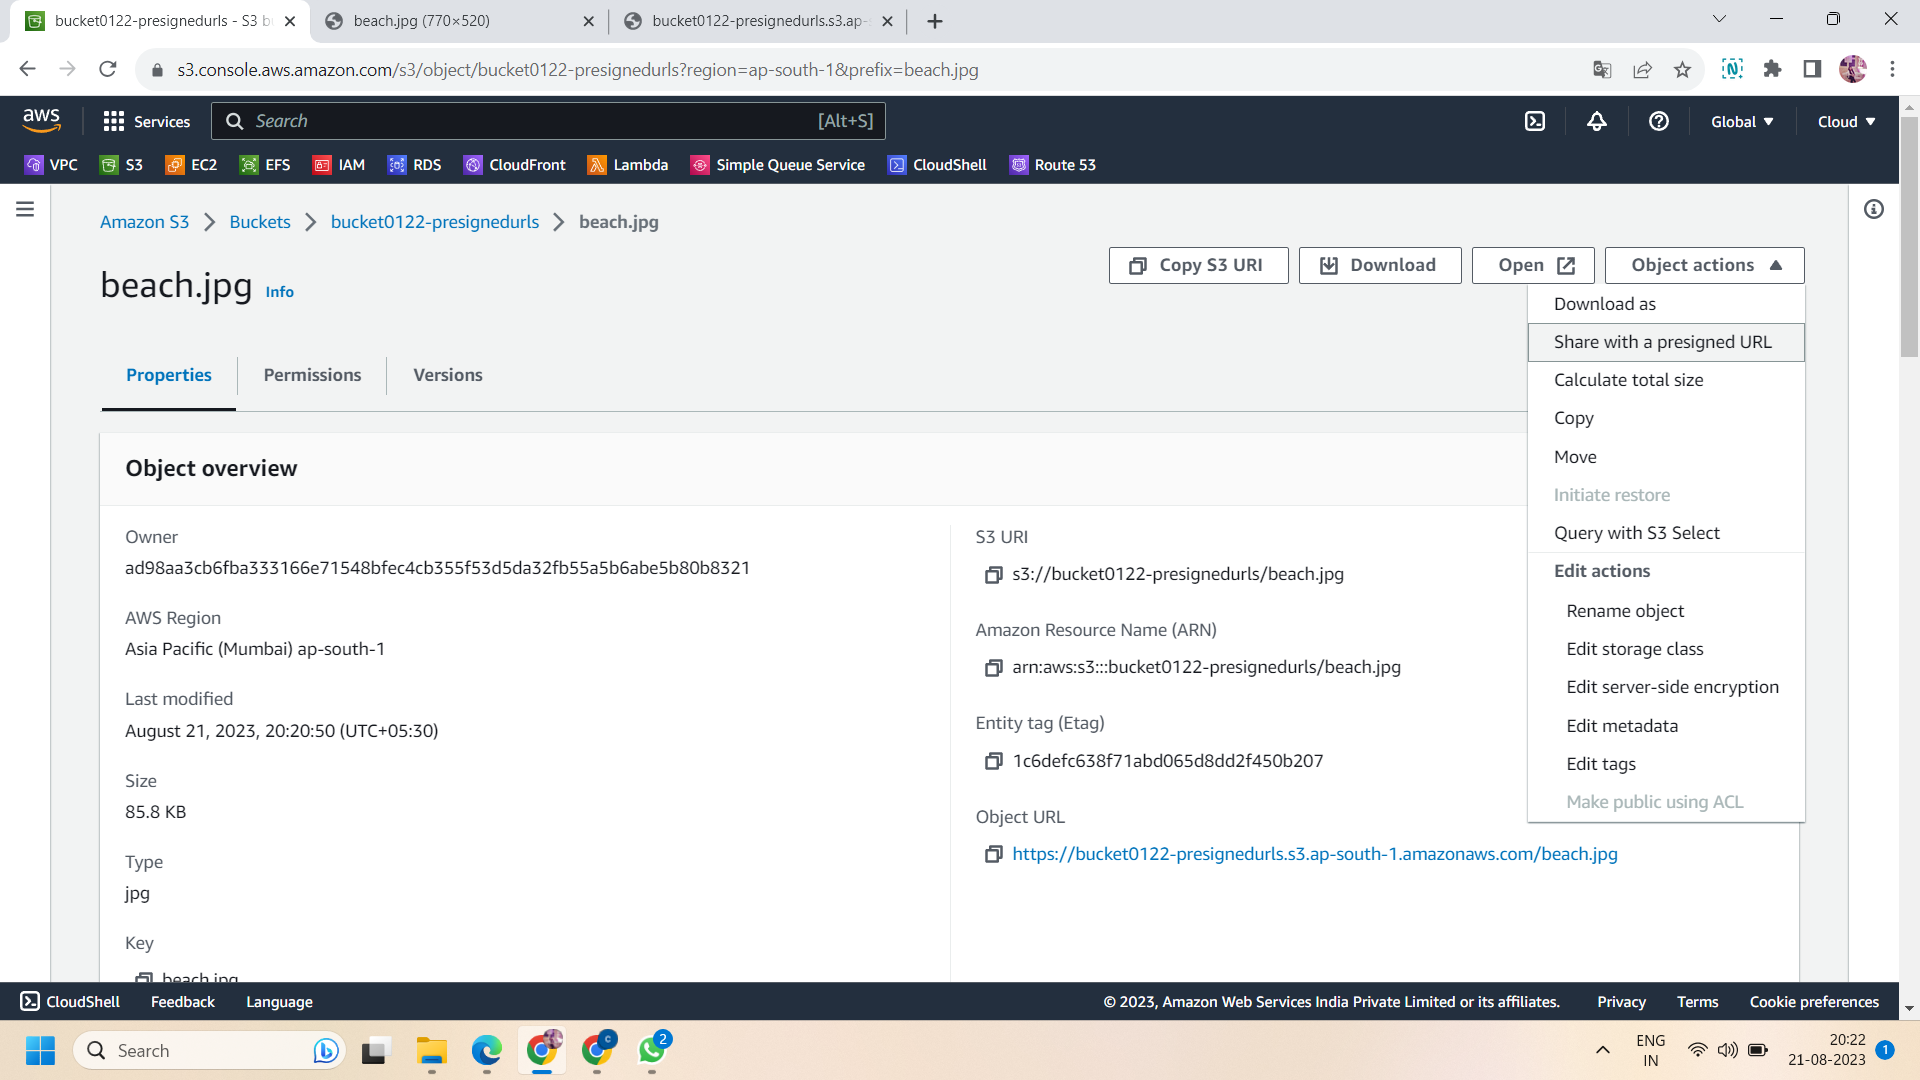 bucket0122-presignedurls - S3 b
beach.jpg (770×520)
bucket0122-presignedurls.s3.ap-
s3.console.aws.amazon.com/s3/object/bucket0122-presignedurls?region=ap-south-1&prefix=beach.jpg
aws
Services
Search
[Alt+S]
Global
Cloud
VPC
S3
EC2
EFS
IAM
RDS
CloudFront
Lambda
Simple Queue Service
CloudShell
Route 53
Amazon S3
Buckets
bucket0122-presignedurls
beach.jpg
beach.jpg
Info
Copy S3 URI
Download
Open
Object actions
Download as
Share with a presigned URL
Calculate total size
Copy
Move
Initiate restore
Query with S3 Select
Edit actions
Rename object
Edit storage class
Edit server-side encryption
Edit metadata
Edit tags
Make public using ACL
Properties
Permissions
Versions
Object overview
Owner
ad98aa3cb6fba333166e71548bfec4cb355f53d5da32fb55a5b6abe5b80b8321
AWS Region
Asia Pacific (Mumbai) ap-south-1
Last modified
August 21, 2023, 20:20:50 (UTC+05:30)
Size
85.8 KB
Type
jpg
Key
beach.jpg
S3 URI
s3://bucket0122-presignedurls/beach.jpg
Amazon Resource Name (ARN)
arn:aws:s3:::bucket0122-presignedurls/beach.jpg
Entity tag (Etag)
1c6defc638f71abd065d8dd2f450b207
Object URL
https://bucket0122-presignedurls.s3.ap-south-1.amazonaws.com/beach.jpg
CloudShell
Feedback
Language
© 2023, Amazon Web Services India Private Limited or its affiliates.
Privacy
Terms
Cookie preferences
Search
C
2
ENG
IN
20:22
21-08-2023
1